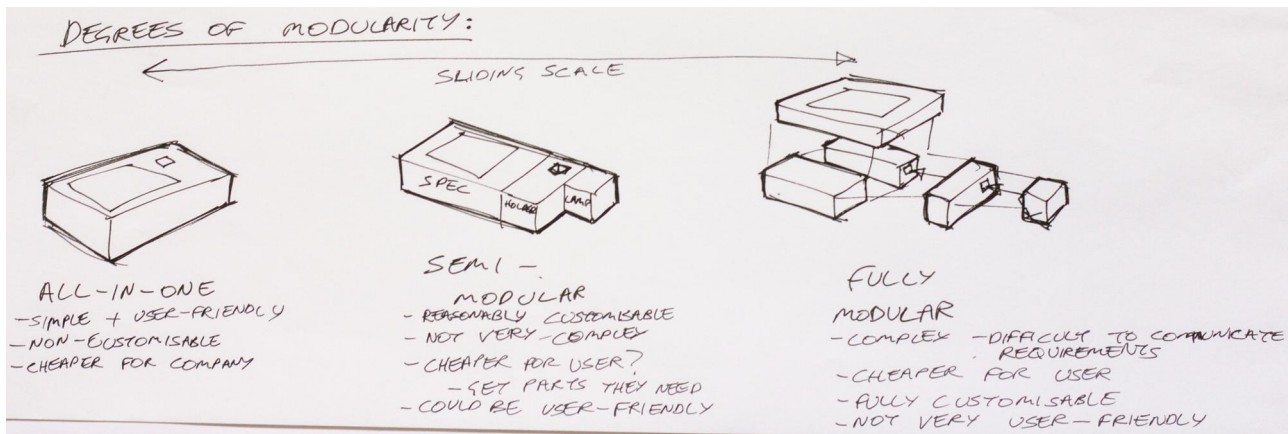 DEGREES OF MODULARITY:
SLIDING SCALE
SPEC
HOLDER
LAMP
ALL-IN-ONE
-SIMPLE + USER-FRIENDLY
-NON-CUSTOMISABLE
-CHEAPER FOR COMPANY
SEMI-
MODULAR
-REASONABLY CUSTOMISABLE
-NOT VERY COMPLEX
-CHEAPER FOR USER?
-GET PARTS THEY NEED
-COULD BE USER-FRIENDLY
FULLY
MODULAR
-COMPLEX -DIFFICULT TO COMMUNICATE
REQUIREMENTS
-CHEAPER FOR USER
-FULLY CUSTOMISABLE
-NOT VERY USER-FRIENDLY